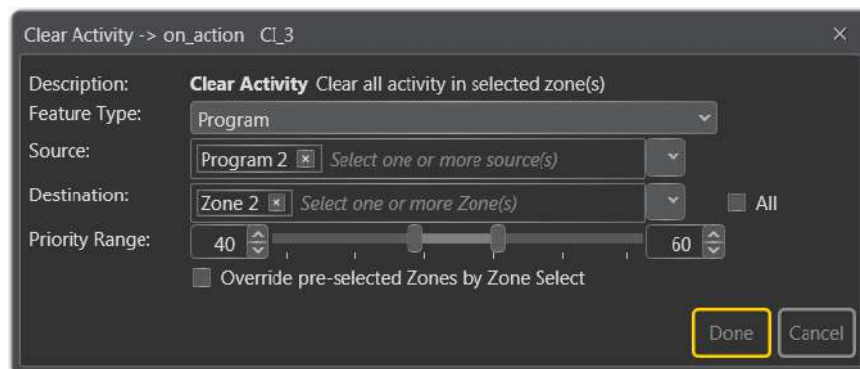 Clear Activity -> on_action CI_3
Description: Clear Activity Clear all activity in selected zone(s)
Feature Type: Program
Source: Program 2 Select one or more source(s)
Destination: Zone 2 Select one or more Zone(s) All
Priority Range: 40 60
Override pre-selected Zones by Zone Select
Done Cancel